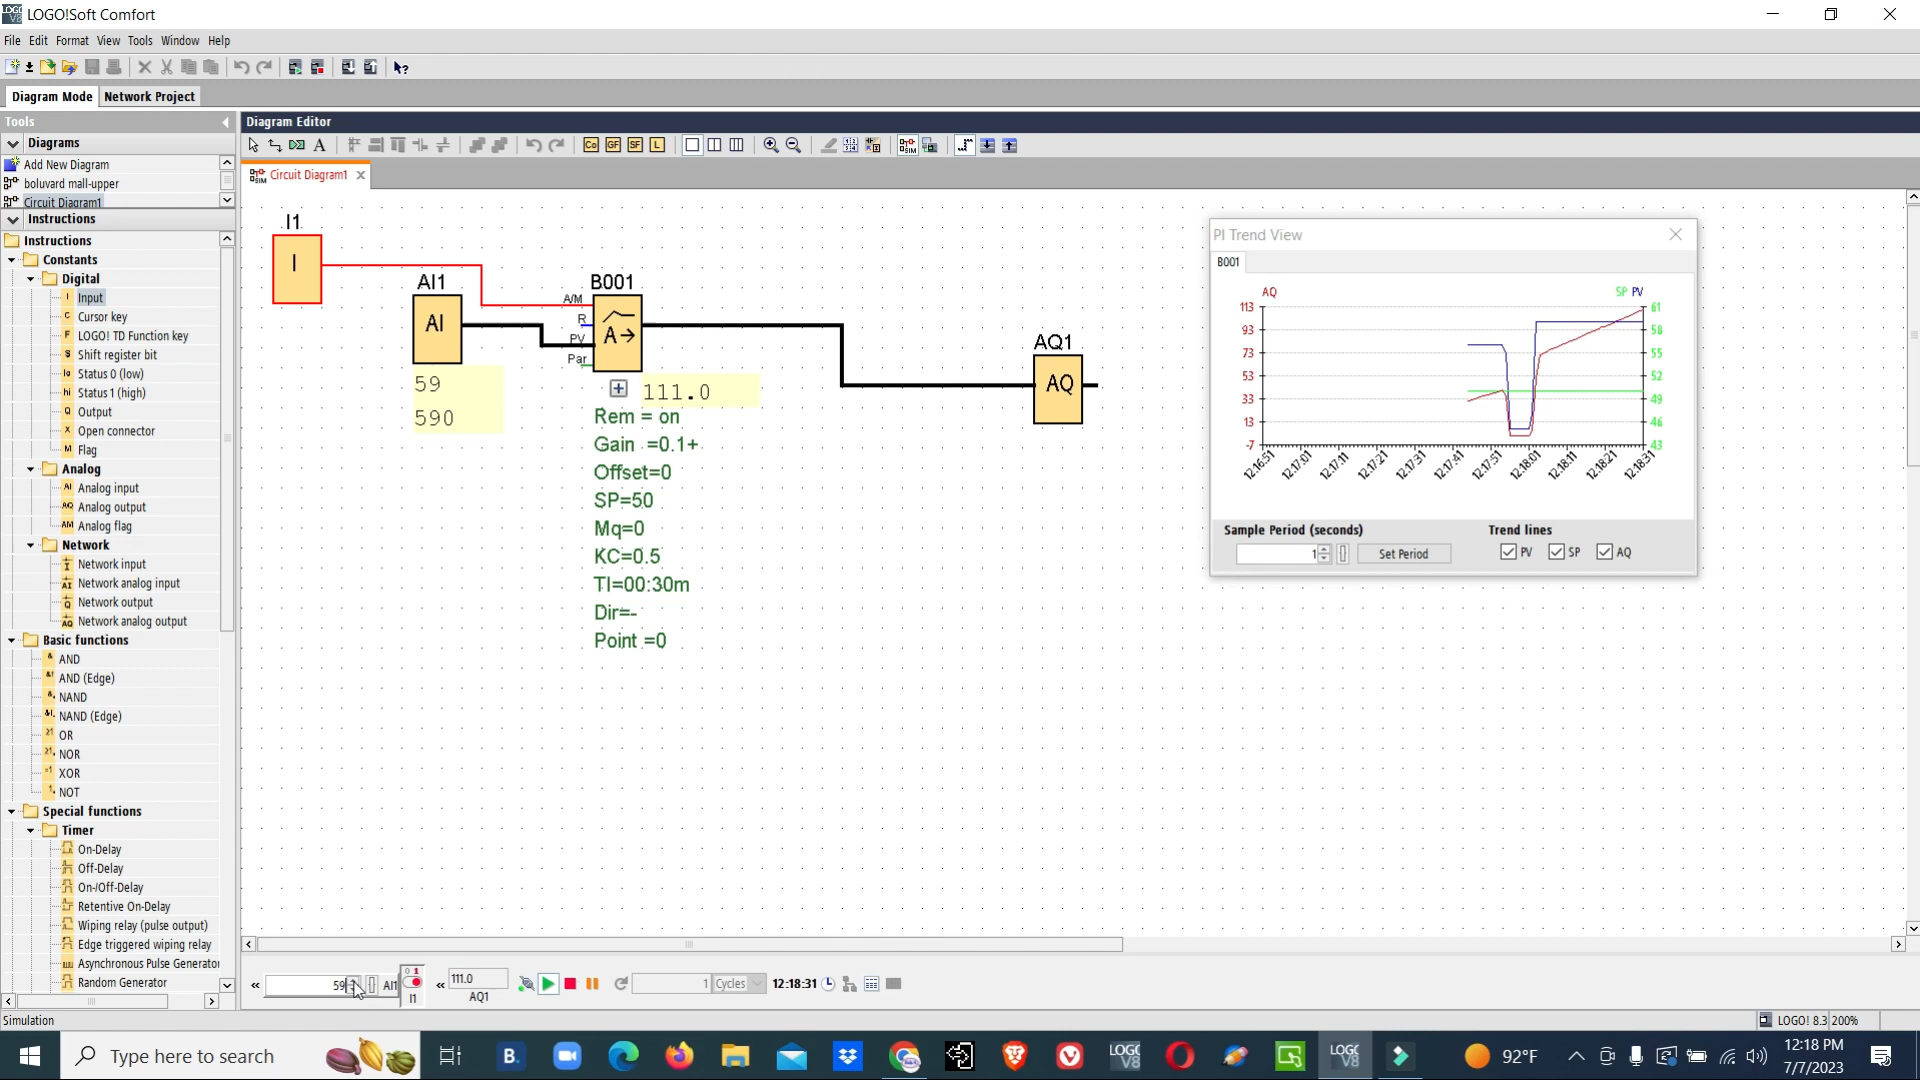 LOGO!Soft Comfort
File Edit Format View Tools Window Help
Diagram Mode Network Project
Tools
Diagrams
Add New Diagram
boluvard mall-upper
Circuit Diagram1
Instructions
Instructions
Constants
Digital
Input
Cursor key
LOGO! TD Function key
Shift register bit
Status 0 (low)
Status 1 (high)
Output
Open connector
Flag
Analog
Analog input
Analog output
Analog flag
Network
Network input
Network analog input
Network output
Network analog output
Basic functions
AND
AND (Edge)
NAND
NAND (Edge)
OR
NOR
XOR
NOT
Special functions
Timer
On-Delay
Off-Delay
On-/Off-Delay
Retentive On-Delay
Wiping relay (pulse output)
Edge triggered wiping relay
Asynchronous Pulse Generator
Random Generator
Diagram Editor
Co GF SF L
Circuit Diagram1
I1
I
AI1
AI
59
590
B001
A/M
R
PV
Par
A→
111.0
Rem = on
Gain =0.1+
Offset=0
SP=50
Mq=0
KC=0.5
TI=00:30m
Dir=-
Point =0
AQ1
AQ
PI Trend View
B001
AQ SP PV
113 61
93 58
73 55
53 52
33 49
13 46
-7 43
12:16:51 12:17:01 12:17:11 12:17:21 12:17:31 12:17:41 12:17:51 12:18:01 12:18:11 12:18:21 12:18:31
Sample Period (seconds) Trend lines
1 Set Period PV SP AQ
« 59 AI1 0 1 I1 « 111.0 AQ1 1 Cycles 12:18:31
Simulation LOGO! 8.3 200%
Type here to search 92°F 12:18 PM
7/7/2023